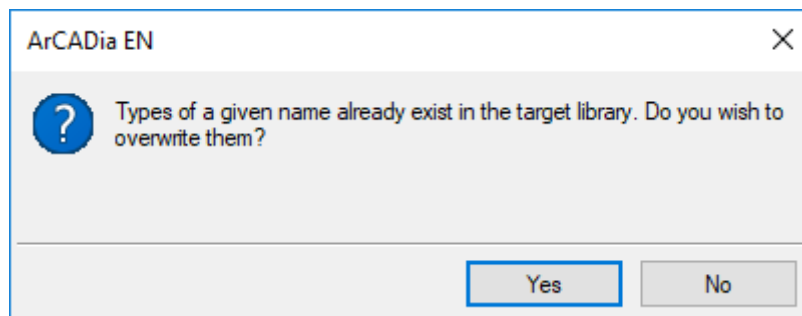 ArCADia EN
Types of a given name already exist in the target library. Do you wish to
overwrite them?
Yes
No